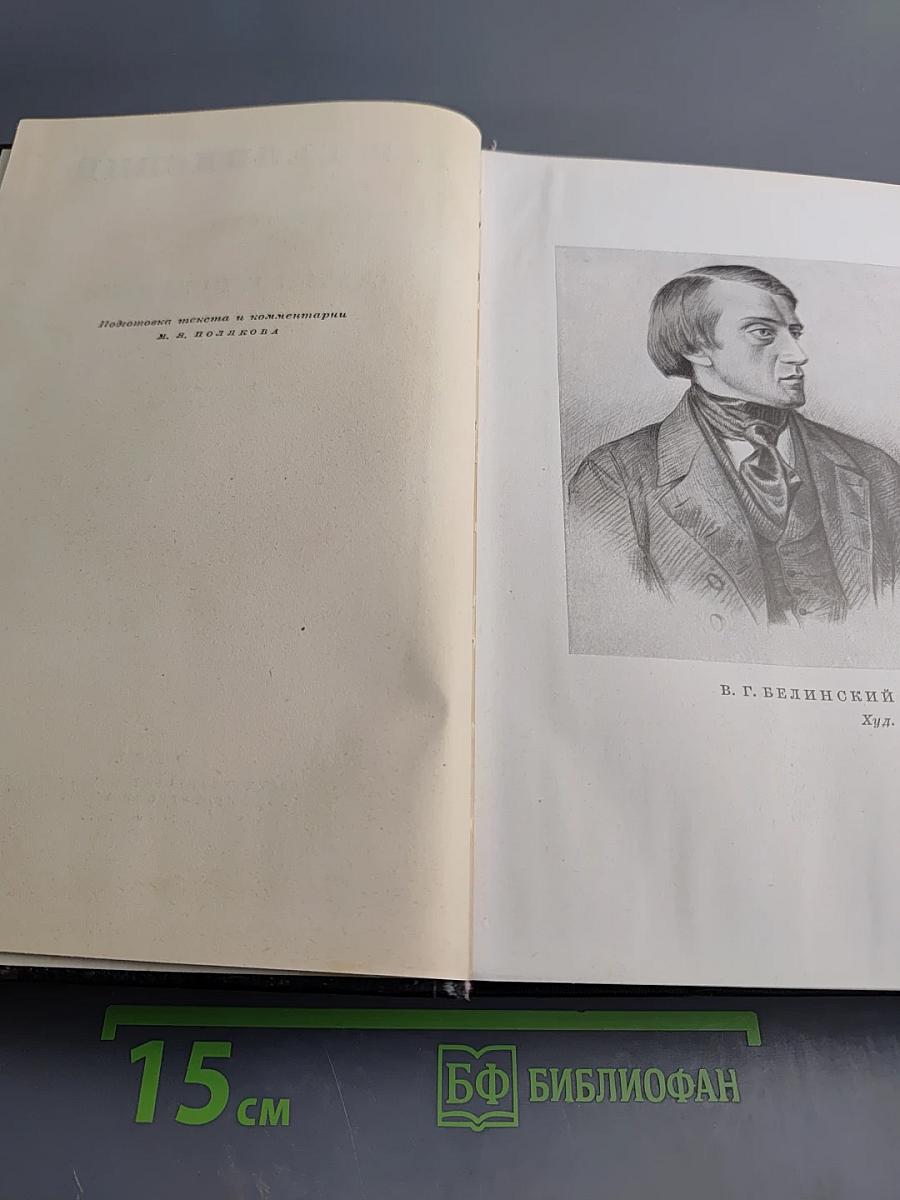 Подготовка текста и комментарии
М. Я. ПОЛЯКОВА
В. Г. БЕЛИНСКИЙ
Худ.
15 см
БФ БИБЛИОФАН